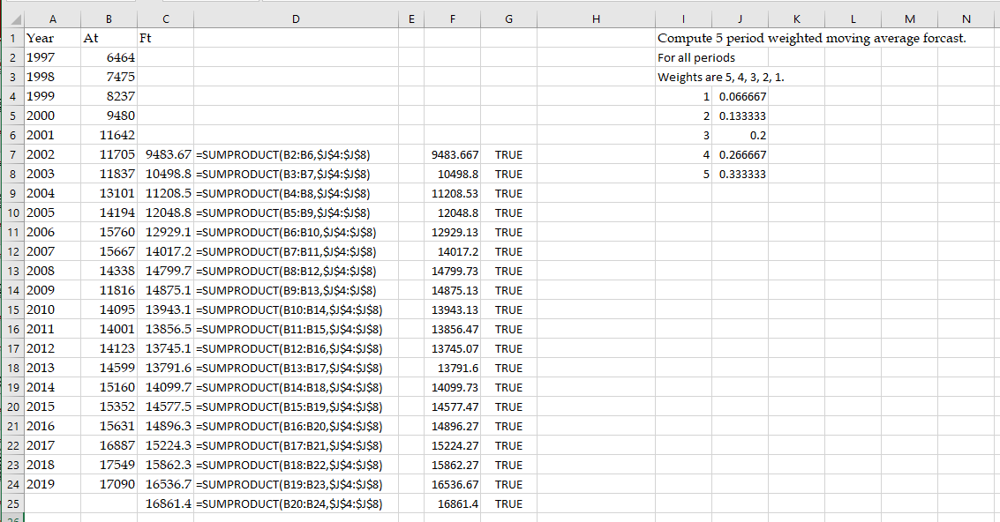 A B C D E F G H I J K L M N
1 Year At Ft Compute 5 period weighted moving average forcast.
2 1997 6464 For all periods
3 1998 7475 Weights are 5, 4, 3, 2, 1.
4 1999 8237 1 0.066667
5 2000 9480 2 0.133333
6 2001 11642 3 0.2
7 2002 11705 9483.67 =SUMPRODUCT(B2:B6,$J$4:$J$8) 9483.667 TRUE 4 0.266667
8 2003 11837 10498.8 =SUMPRODUCT(B3:B7,$J$4:$J$8) 10498.8 TRUE 5 0.333333
9 2004 13101 11208.5 =SUMPRODUCT(B4:B8,$J$4:$J$8) 11208.53 TRUE
10 2005 14194 12048.8 =SUMPRODUCT(B5:B9,$J$4:$J$8) 12048.8 TRUE
11 2006 15760 12929.1 =SUMPRODUCT(B6:B10,$J$4:$J$8) 12929.13 TRUE
12 2007 15667 14017.2 =SUMPRODUCT(B7:B11,$J$4:$J$8) 14017.2 TRUE
13 2008 14338 14799.7 =SUMPRODUCT(B8:B12,$J$4:$J$8) 14799.73 TRUE
14 2009 11816 14875.1 =SUMPRODUCT(B9:B13,$J$4:$J$8) 14875.13 TRUE
15 2010 14095 13943.1 =SUMPRODUCT(B10:B14,$J$4:$J$8) 13943.13 TRUE
16 2011 14001 13856.5 =SUMPRODUCT(B11:B15,$J$4:$J$8) 13856.47 TRUE
17 2012 14123 13745.1 =SUMPRODUCT(B12:B16,$J$4:$J$8) 13745.07 TRUE
18 2013 14599 13791.6 =SUMPRODUCT(B13:B17,$J$4:$J$8) 13791.6 TRUE
19 2014 15160 14099.7 =SUMPRODUCT(B14:B18,$J$4:$J$8) 14099.73 TRUE
20 2015 15352 14577.5 =SUMPRODUCT(B15:B19,$J$4:$J$8) 14577.47 TRUE
21 2016 15631 14896.3 =SUMPRODUCT(B16:B20,$J$4:$J$8) 14896.27 TRUE
22 2017 16887 15224.3 =SUMPRODUCT(B17:B21,$J$4:$J$8) 15224.27 TRUE
23 2018 17549 15862.3 =SUMPRODUCT(B18:B22,$J$4:$J$8) 15862.27 TRUE
24 2019 17090 16536.7 =SUMPRODUCT(B19:B23,$J$4:$J$8) 16536.67 TRUE
25 16861.4 =SUMPRODUCT(B20:B24,$J$4:$J$8) 16861.4 TRUE